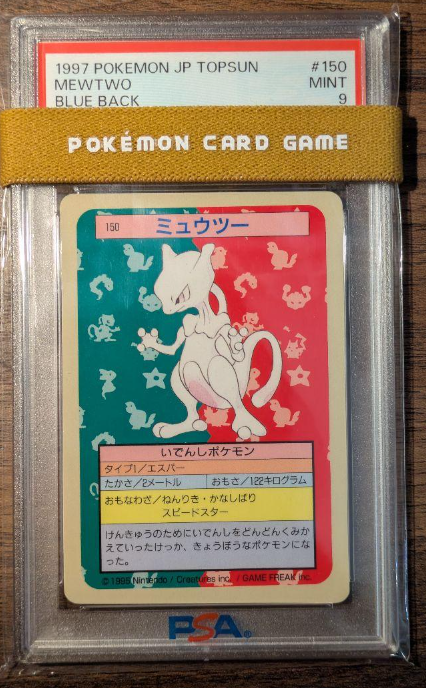 1997 POKEMON JP TOPSUN #150
MEWTWO MINT
BLUE BACK 9
POKÉMON CARD GAME
150 ミュウツー
いでんしポケモン
タイプ1/エスパー
たかさ/2メートル おもさ/122キログラム
おもなわざ/ねんりき・かなしばり
スピードスター
けんきゅうのためにいでんしをどんどんくみか
えていったけっか、きょうぼうなポケモンにな
った。
©1995 Nintendo / Creatures inc. / GAME FREAK inc.
PSA®